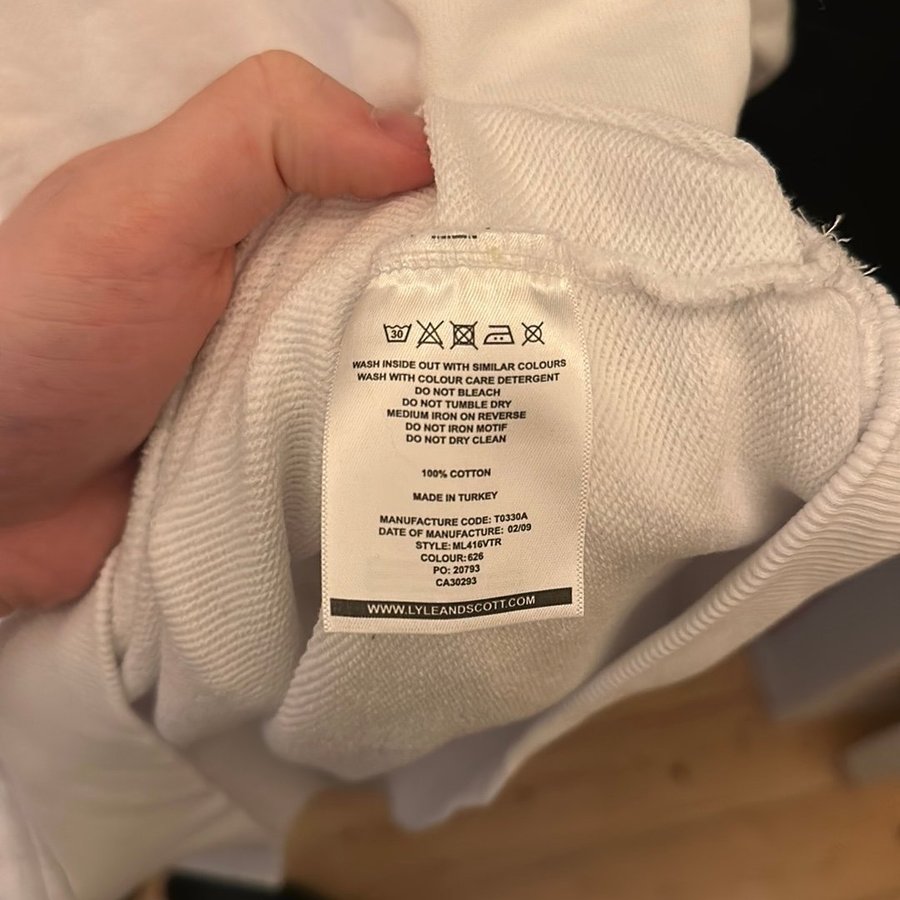 30
WASH INSIDE OUT WITH SIMILAR COLOURS
WASH WITH COLOUR CARE DETERGENT
DO NOT BLEACH
DO NOT TUMBLE DRY
MEDIUM IRON ON REVERSE
DO NOT IRON MOTIF
DO NOT DRY CLEAN
100% COTTON
MADE IN TURKEY
MANUFACTURE CODE: T0330A
DATE OF MANUFACTURE: 02/09
STYLE: ML416VTR
COLOUR: 626
PO: 20793
CA30293
WWW.LYLEANDSCOTT.COM